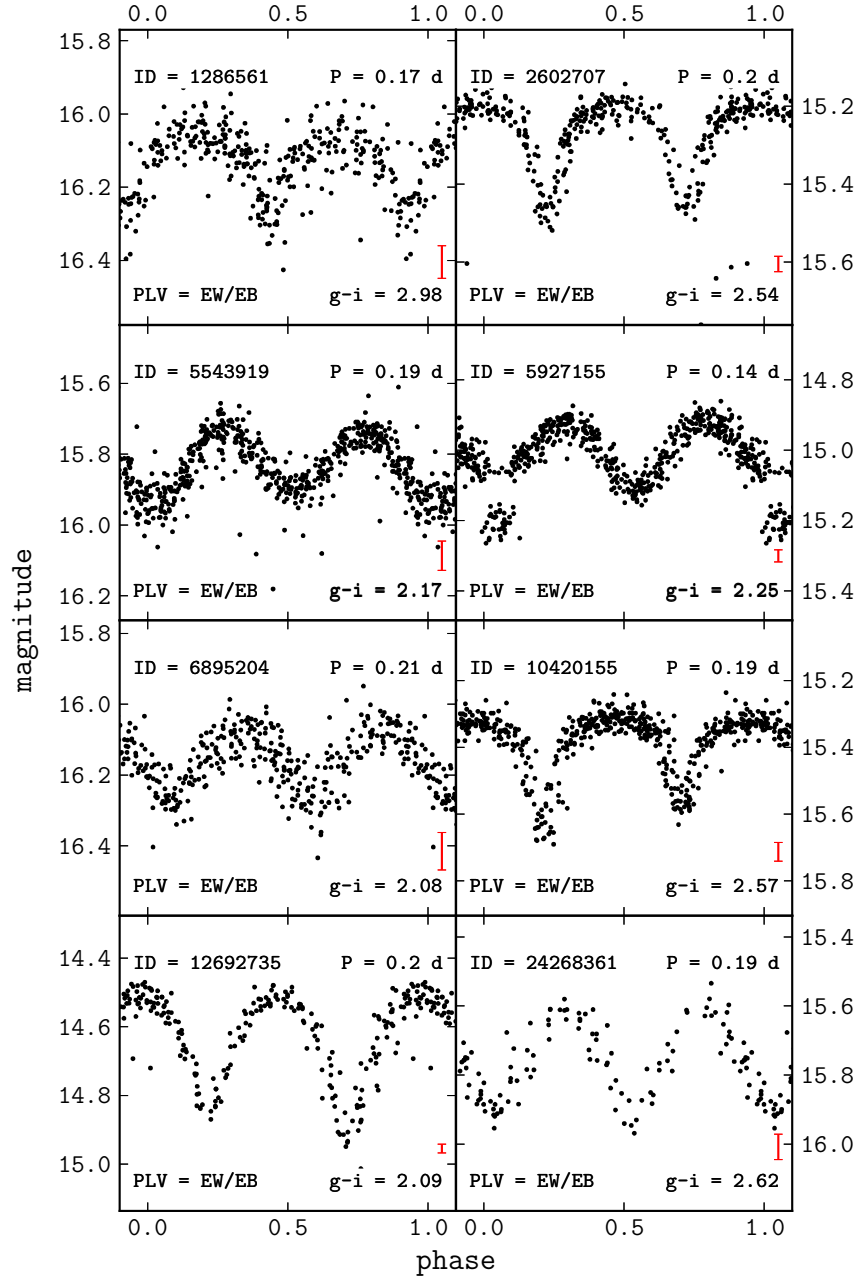 0.0 0.5 1.0 0.0 0.5 1.0
15.8
ID = 1286561 P = 0.17 d
16.0
16.2
16.4
PLV = EW/EB g-i = 2.98
ID = 2602707 P = 0.2 d
15.2
15.4
15.6
PLV = EW/EB g-i = 2.54
ID = 5543919 P = 0.19 d
15.6
15.8
16.0
16.2
PLV = EW/EB g-i = 2.17
ID = 5927155 P = 0.14 d
14.8
15.0
15.2
15.4
PLV = EW/EB g-i = 2.25
magnitude
15.8
ID = 6895204 P = 0.21 d
16.0
16.2
16.4
PLV = EW/EB g-i = 2.08
ID = 10420155 P = 0.19 d
15.2
15.4
15.6
15.8
PLV = EW/EB g-i = 2.57
ID = 12692735 P = 0.2 d
14.4
14.6
14.8
15.0
PLV = EW/EB g-i = 2.09
15.4
ID = 24268361 P = 0.19 d
15.6
15.8
16.0
PLV = EW/EB g-i = 2.62
0.0 0.5 1.0 0.0 0.5 1.0
phase